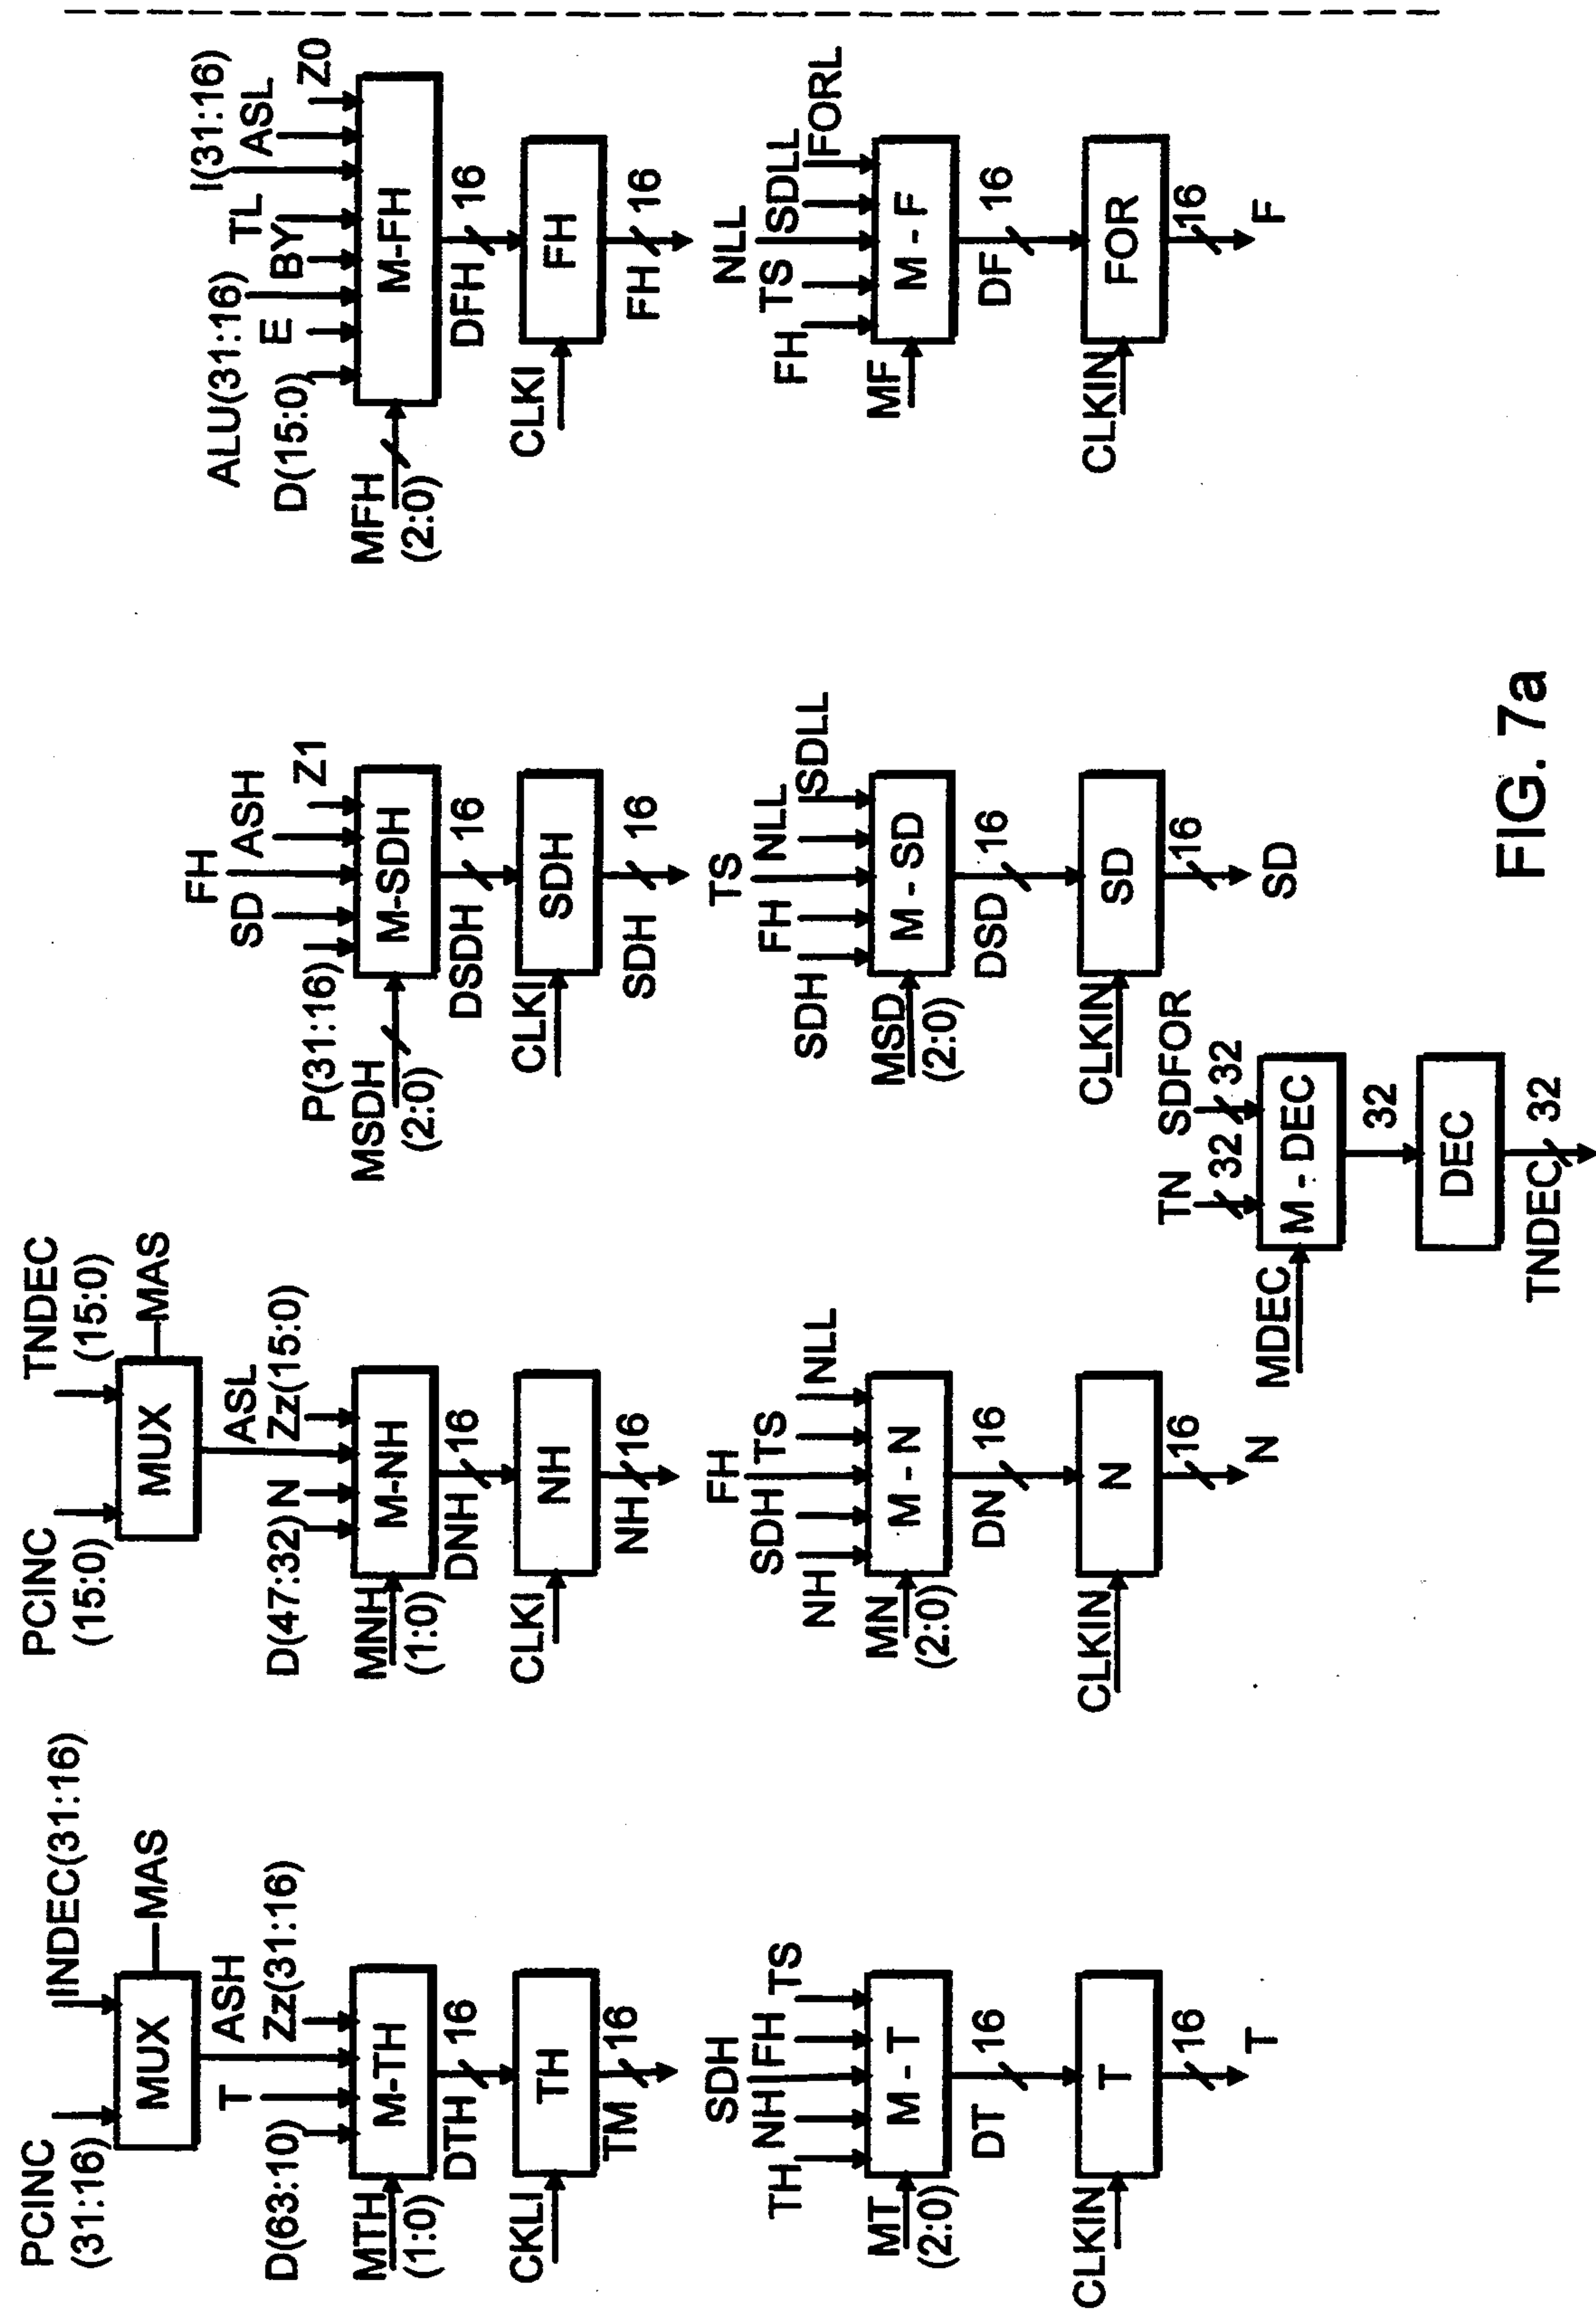 PCINC
(31:16)
INDEC(31:16)
MUX
MAS
ASH
T
D(63:10)
Zz(31:16)
MTH
(1:0)
M-TH
DTH
16
CKLI
TH
TM
16
TH
NH
SDH
FH
TS
MT
(2:0)
M - T
DT
16
CLKIN
T
16
T
PCINC
(15:0)
TNDEC
(15:0)
MUX
MAS
ASL
D(47:32)
N
Zz(15:0)
MNH
(1:0)
M-NH
DNH
16
CLKI
NH
NH
16
NH
SDH
FH
TS
NLL
MN
(2:0)
M - N
DN
16
CLKIN
N
16
N
P(31:16)
SD
FH
ASH
Z1
MSDH
(2:0)
M-SDH
DSDH
16
CLKI
SDH
SDH
16
SDH
FH
TS
NLL
SDLL
MSD
(2:0)
M - SD
DSD
16
CLKIN
SD
16
SD
TN
32
SDFOR
32
MDEC
M - DEC
32
DEC
TNDEC
32
D(15:0)
E
ALU(31:16)
BY
TL
I(31:16)
ASL
Z0
MFH
(2:0)
M-FH
DFH
16
CLKI
FH
FH
16
FH
TS
NLL
SDLL
FORL
MF
M - F
DF
16
CLKIN
FOR
16
F
FIG. 7a